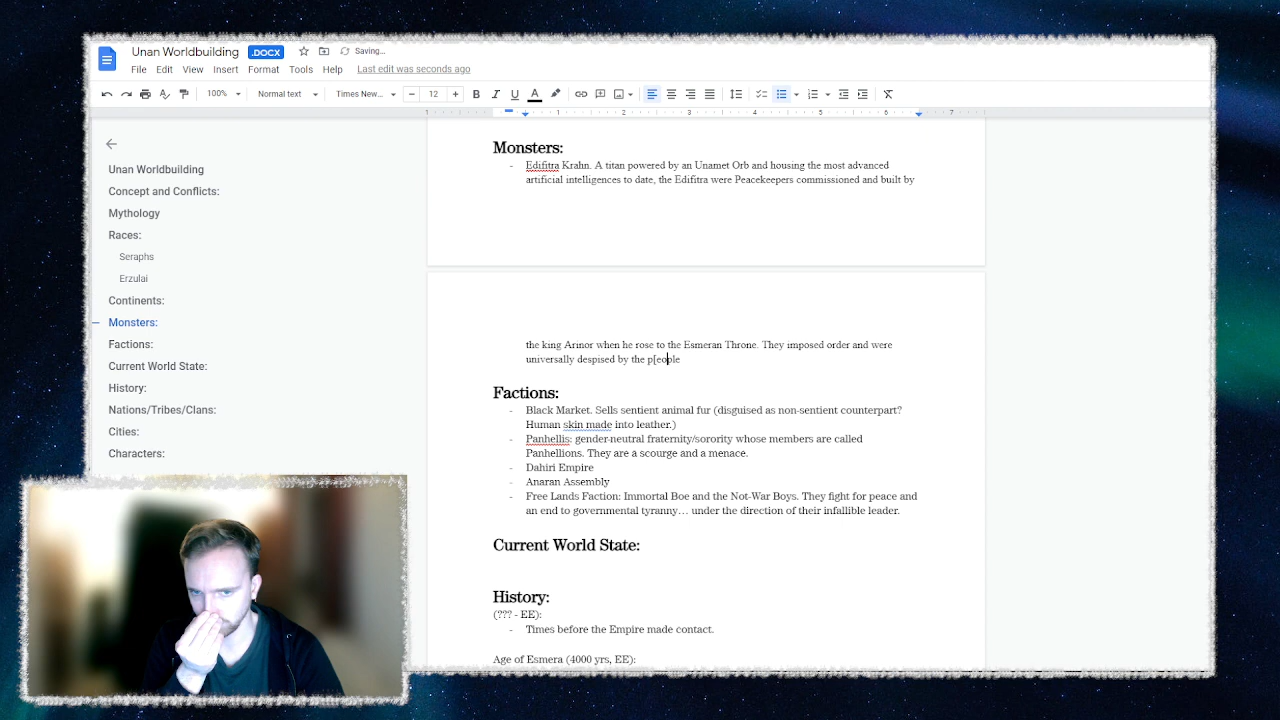 Unan Worldbuilding .DOCX Saving...
File Edit View Insert Format Tools Help Last edit was seconds ago
100% Normal text Times New... 12 B I U A
1 1 2 3 4 5 6 7
Unan Worldbuilding
Concept and Conflicts:
Mythology
Races:
Seraphs
Erzulai
Continents:
Monsters:
Factions:
Current World State:
History:
Nations/Tribes/Clans:
Cities:
Characters:
Monsters:
- Edifitra Krahn. A titan powered by an Unamet Orb and housing the most advanced
artificial intelligences to date, the Edifitra were Peacekeepers commissioned and built by
the king Arinor when he rose to the Esmeran Throne. They imposed order and were
universally despised by the p[eople
Factions:
- Black Market. Sells sentient animal fur (disguised as non-sentient counterpart?
Human skin made into leather.)
- Panhellis: gender-neutral fraternity/sorority whose members are called
Panhellions. They are a scourge and a menace.
- Dahiri Empire
- Anaran Assembly
- Free Lands Faction: Immortal Boe and the Not-War Boys. They fight for peace and
an end to governmental tyranny… under the direction of their infallible leader.
Current World State:
History:
(??? - EE):
- Times before the Empire made contact.
Age of Esmera (4000 yrs, EE):